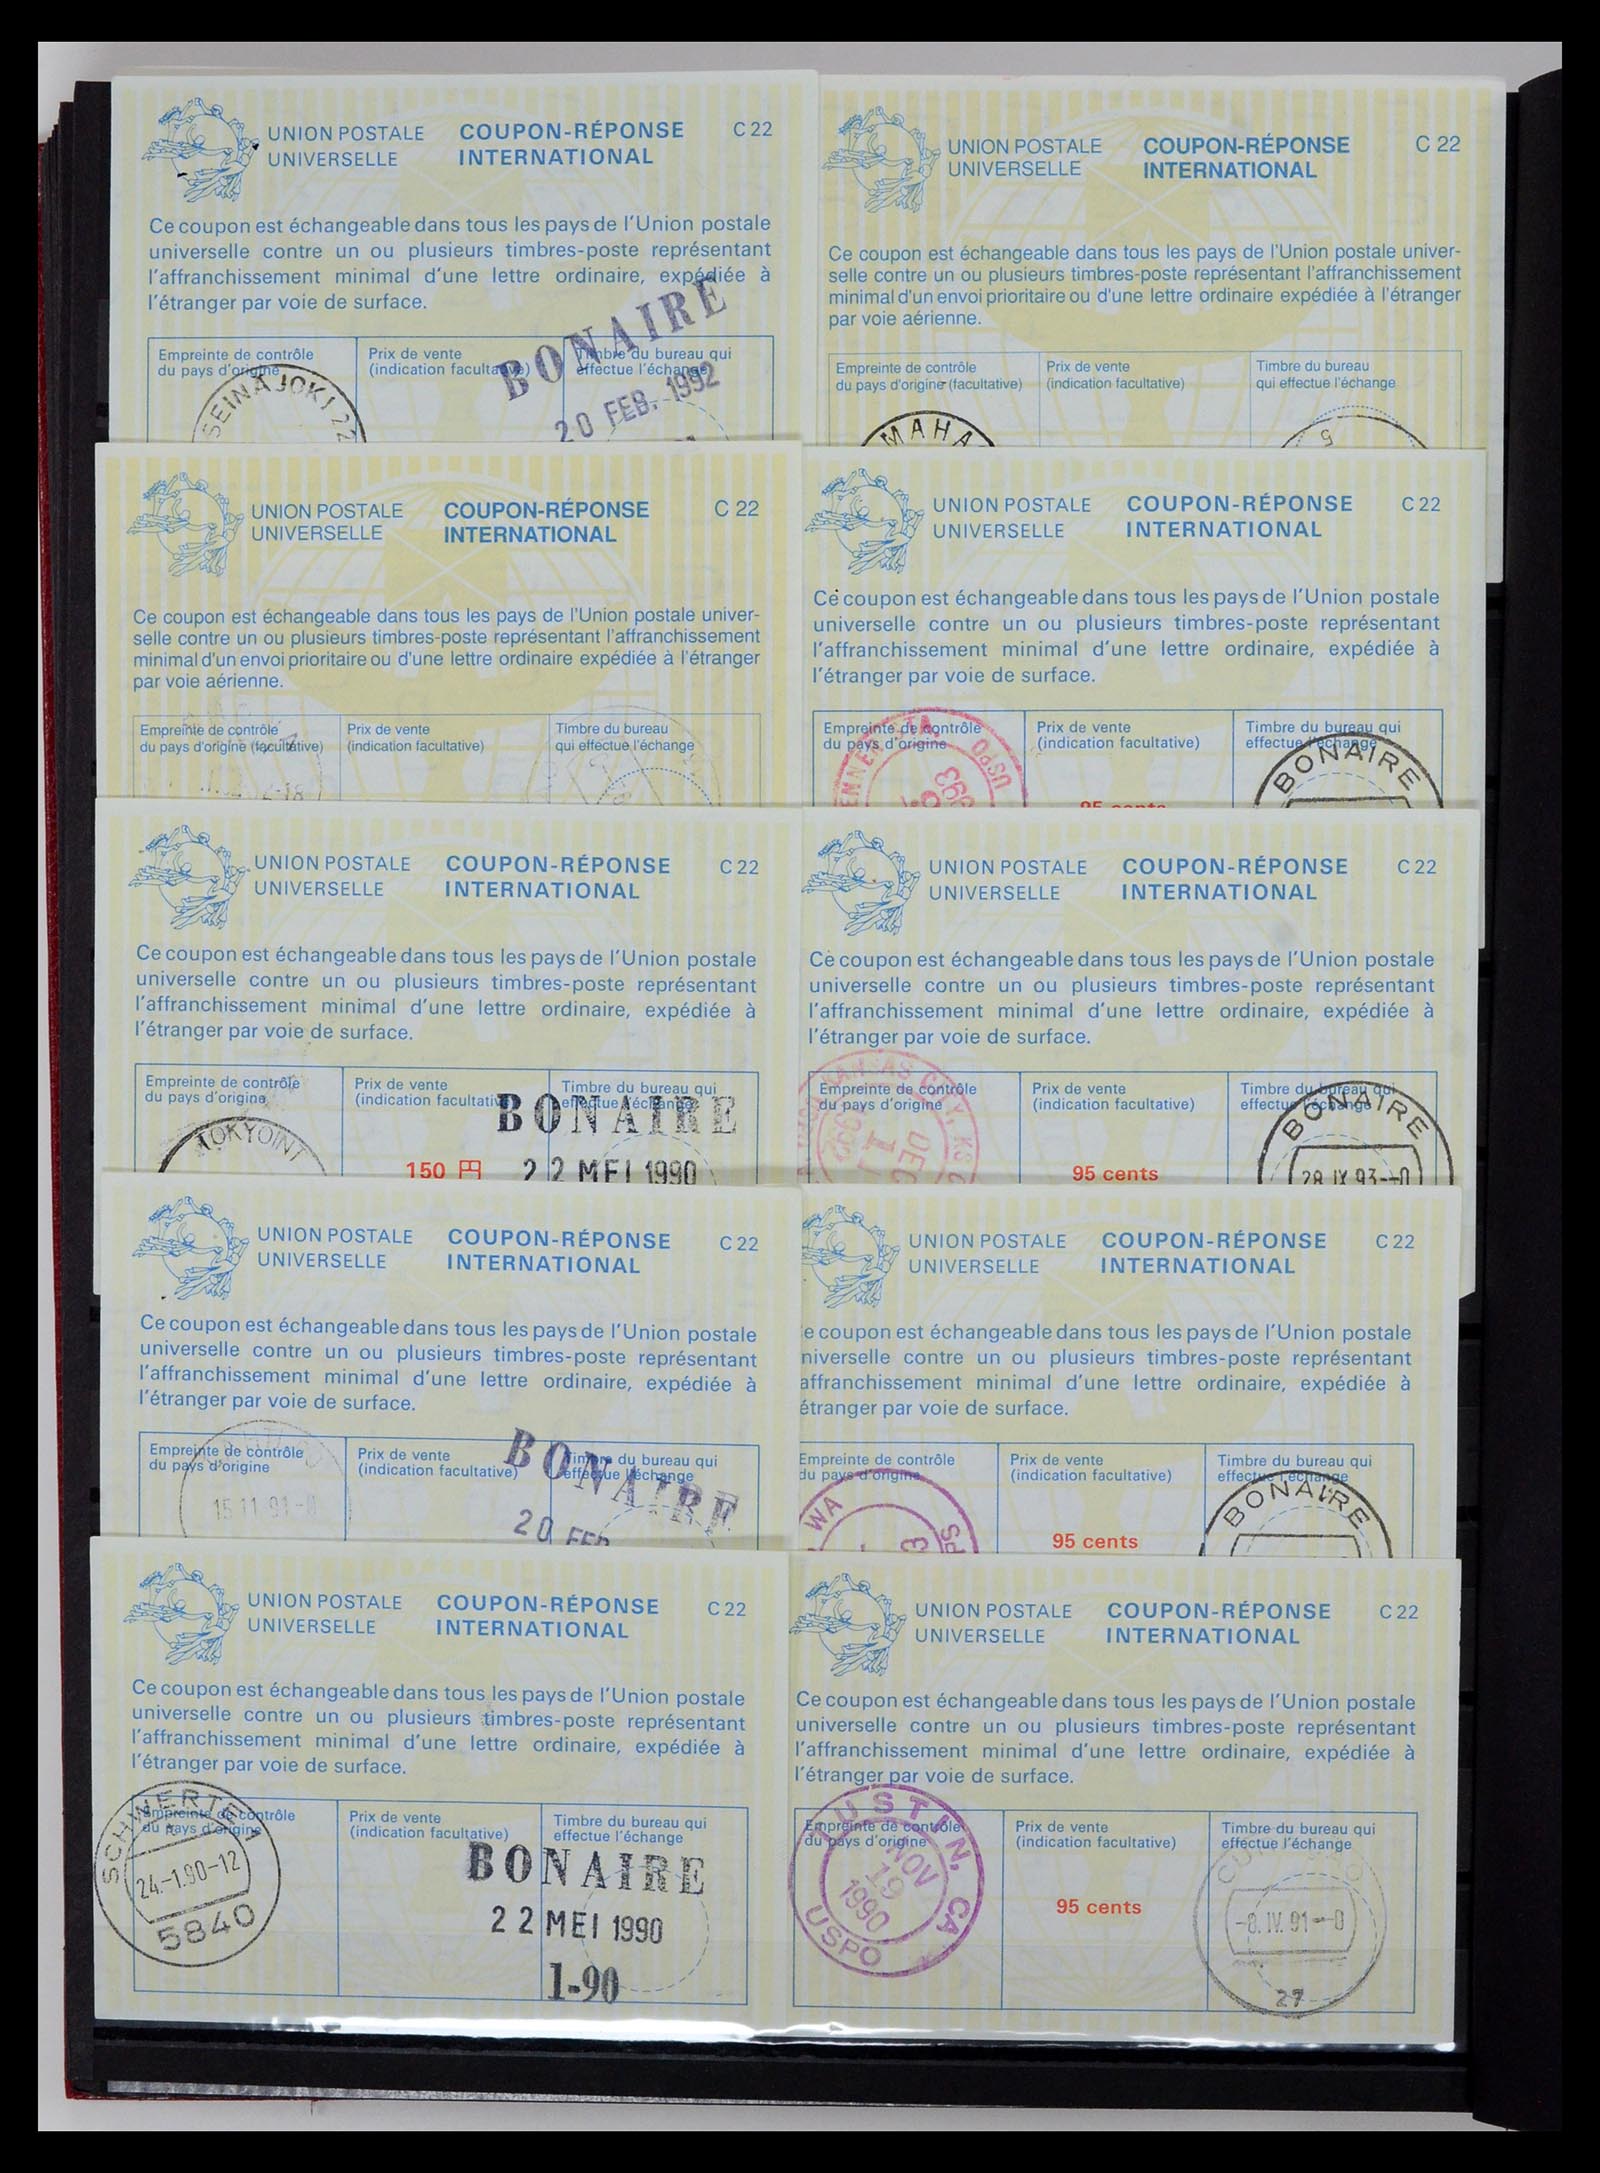 UNION POSTALE
UNIVERSELLE
COUPON-RÉPONSE
INTERNATIONAL
C 22
Ce coupon est échangeable dans tous les pays de l'Union postale
universelle contre un ou plusieurs timbres-poste représentant
l'affranchissement minimal d'une lettre ordinaire, expédiée à
l'étranger par voie de surface.
Empreinte de contrôle
du pays d'origine
Prix de vente
(indication facultative)
Timbre du bureau qui
effectue l'échange
SEINÄJOKI 22
BONAIRE
20 FEB. 1992
UNION POSTALE
UNIVERSELLE
COUPON-RÉPONSE
INTERNATIONAL
C 22
Ce coupon est échangeable dans tous les pays de l'Union postale univer-
selle contre un ou plusieurs timbres-poste représentant l'affranchissement
minimal d'un envoi prioritaire ou d'une lettre ordinaire expédiée à l'étranger
par voie aérienne.
Empreinte de contrôle
du pays d'origine (facultative)
Prix de vente
(indication facultative)
Timbre du bureau
qui effectue l'échange
MAHA
UNION POSTALE
UNIVERSELLE
COUPON-RÉPONSE
INTERNATIONAL
C 22
Ce coupon est échangeable dans tous les pays de l'Union postale univer-
selle contre un ou plusieurs timbres-poste représentant l'affranchissement
minimal d'un envoi prioritaire ou d'une lettre ordinaire expédiée à l'étranger
par voie aérienne.
Empreinte de contrôle
du pays d'origine (facultative)
Prix de vente
(indication facultative)
Timbre du bureau
qui effectue l'échange
UNION POSTALE
UNIVERSELLE
COUPON-RÉPONSE
INTERNATIONAL
C 22
Ce coupon est échangeable dans tous les pays de l'Union postale
universelle contre un ou plusieurs timbres-poste représentant
l'affranchissement minimal d'une lettre ordinaire, expédiée à
l'étranger par voie de surface.
Empreinte de contrôle
du pays d'origine
Prix de vente
(indication facultative)
Timbre du bureau qui
effectue l'échange
USPO
95 cents
BONAIRE
UNION POSTALE
UNIVERSELLE
COUPON-RÉPONSE
INTERNATIONAL
C 22
Ce coupon est échangeable dans tous les pays de l'Union postale
universelle contre un ou plusieurs timbres-poste représentant
l'affranchissement minimal d'une lettre ordinaire, expédiée à
l'étranger par voie de surface.
Empreinte de contrôle
du pays d'origine
Prix de vente
(indication facultative)
Timbre du bureau qui
effectue l'échange
TOKYO INT
150 円
BONAIRE
22 MEI 1990
UNION POSTALE
UNIVERSELLE
COUPON-RÉPONSE
INTERNATIONAL
C 22
Ce coupon est échangeable dans tous les pays de l'Union postale
universelle contre un ou plusieurs timbres-poste représentant
l'affranchissement minimal d'une lettre ordinaire, expédiée à
l'étranger par voie de surface.
Empreinte de contrôle
du pays d'origine
Prix de vente
(indication facultative)
Timbre du bureau qui
effectue l'échange
KANSAS CITY, KS
DEC
95 cents
BONAIRE
28 IX 93--0
UNION POSTALE
UNIVERSELLE
COUPON-RÉPONSE
INTERNATIONAL
C 22
Ce coupon est échangeable dans tous les pays de l'Union postale
universelle contre un ou plusieurs timbres-poste représentant
l'affranchissement minimal d'une lettre ordinaire, expédiée à
l'étranger par voie de surface.
Empreinte de contrôle
du pays d'origine
Prix de vente
(indication facultative)
Timbre du bureau qui
effectue l'échange
15 11 91-0
BONAIRE
20 FEB
UNION POSTALE
UNIVERSELLE
COUPON-RÉPONSE
INTERNATIONAL
C 22
e coupon est échangeable dans tous les pays de l'Union postale
niverselle contre un ou plusieurs timbres-poste représentant
affranchissement minimal d'une lettre ordinaire, expédiée à
étranger par voie de surface.
Empreinte de contrôle
du pays d'origine
Prix de vente
(indication facultative)
Timbre du bureau qui
effectue l'échange
WA
95 cents
BONAIRE
UNION POSTALE
UNIVERSELLE
COUPON-RÉPONSE
INTERNATIONAL
C 22
Ce coupon est échangeable dans tous les pays de l'Union postale
universelle contre un ou plusieurs timbres-poste représentant
l'affranchissement minimal d'une lettre ordinaire, expédiée à
l'étranger par voie de surface.
Empreinte de contrôle
du pays d'origine
Prix de vente
(indication facultative)
Timbre du bureau qui
effectue l'échange
SCHWERTE 1
24.-1.90-12
5840
BONAIRE
22 MEI 1990
1-90
UNION POSTALE
UNIVERSELLE
COUPON-RÉPONSE
INTERNATIONAL
C 22
Ce coupon est échangeable dans tous les pays de l'Union postale
universelle contre un ou plusieurs timbres-poste représentant
l'affranchissement minimal d'une lettre ordinaire, expédiée à
l'étranger par voie de surface.
Empreinte de contrôle
du pays d'origine
Prix de vente
(indication facultative)
Timbre du bureau qui
effectue l'échange
TUSTIN, CA
NOV
19
1990
USPO
95 cents
-8. IV. 91--0
27